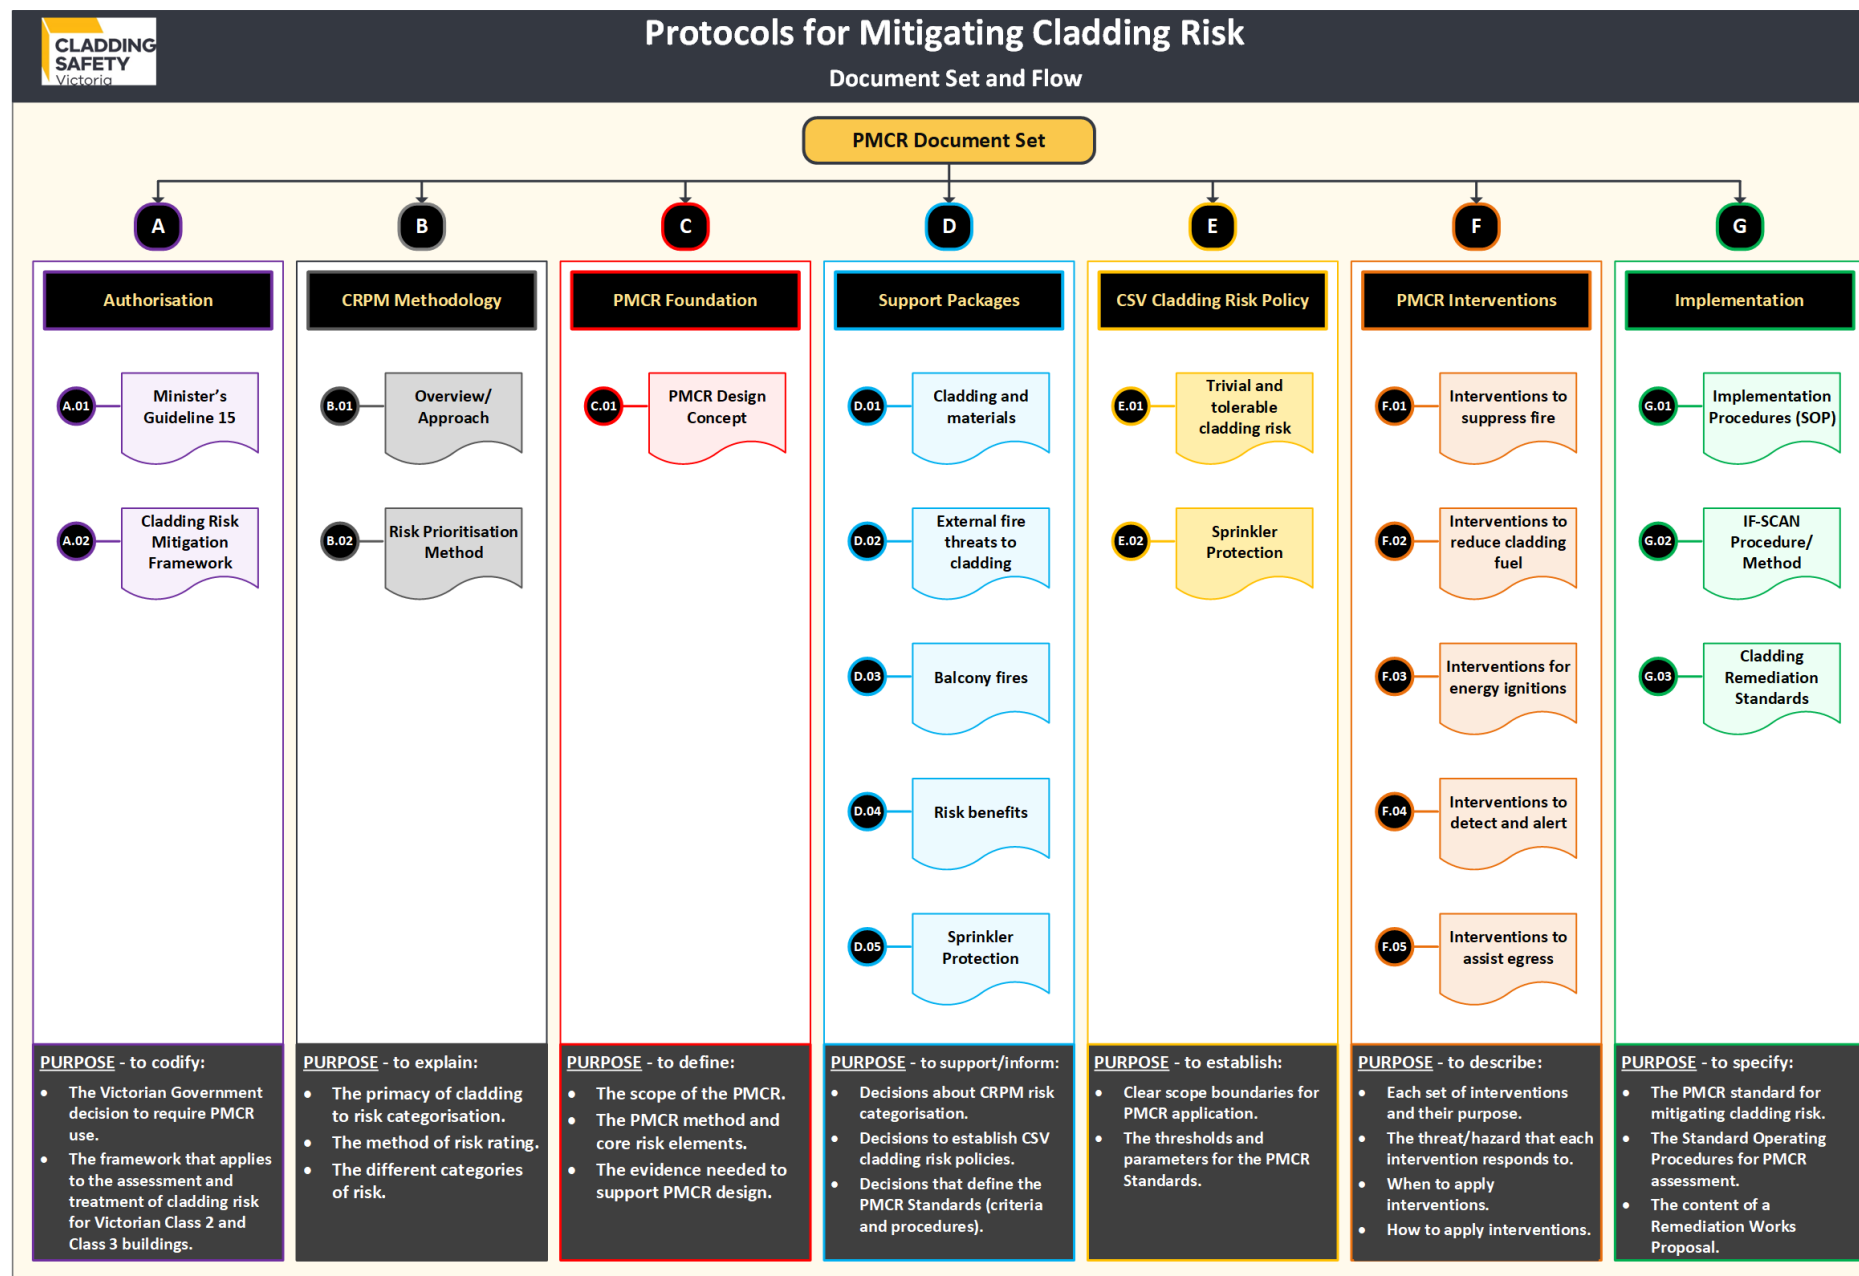 CLADDING
SAFETY
Victoria
Protocols for Mitigating Cladding Risk
Document Set and Flow
PMCR Document Set
A
B
C
D
E
F
G
Authorisation
CRPM Methodology
PMCR Foundation
Support Packages
CSV Cladding Risk Policy
PMCR Interventions
Implementation
A.01
Minister's
Guideline 15
A.02
Cladding Risk
Mitigation
Framework
B.01
Overview/
Approach
B.02
Risk Prioritisation
Method
C.01
PMCR Design
Concept
D.01
Cladding and
materials
D.02
External fire
threats to
cladding
D.03
Balcony fires
D.04
Risk benefits
D.05
Sprinkler
Protection
E.01
Trivial and
tolerable
cladding risk
E.02
Sprinkler
Protection
F.01
Interventions to
suppress fire
F.02
Interventions to
reduce cladding
fuel
F.03
Interventions for
energy ignitions
F.04
Interventions to
detect and alert
F.05
Interventions to
assist egress
G.01
Implementation
Procedures (SOP)
G.02
IF-SCAN
Procedure/
Method
G.03
Cladding
Remediation
Standards
PURPOSE - to codify:
• The Victorian Government
decision to require PMCR
use.
• The framework that applies
to the assessment and
treatment of cladding risk
for Victorian Class 2 and
Class 3 buildings.
PURPOSE - to explain:
• The primacy of cladding
to risk categorisation.
• The method of risk rating.
• The different categories
of risk.
PURPOSE - to define:
• The scope of the PMCR.
• The PMCR method and
core risk elements.
• The evidence needed to
support PMCR design.
PURPOSE - to support/inform:
• Decisions about CRPM risk
categorisation.
• Decisions to establish CSV
cladding risk policies.
• Decisions that define the
PMCR Standards (criteria
and procedures).
PURPOSE - to establish:
• Clear scope boundaries for
PMCR application.
• The thresholds and
parameters for the PMCR
Standards.
PURPOSE - to describe:
• Each set of interventions
and their purpose.
• The threat/hazard that each
intervention responds to.
• When to apply
interventions.
• How to apply interventions.
PURPOSE - to specify:
• The PMCR standard for
mitigating cladding risk.
• The Standard Operating
Procedures for PMCR
assessment.
• The content of a
Remediation Works
Proposal.